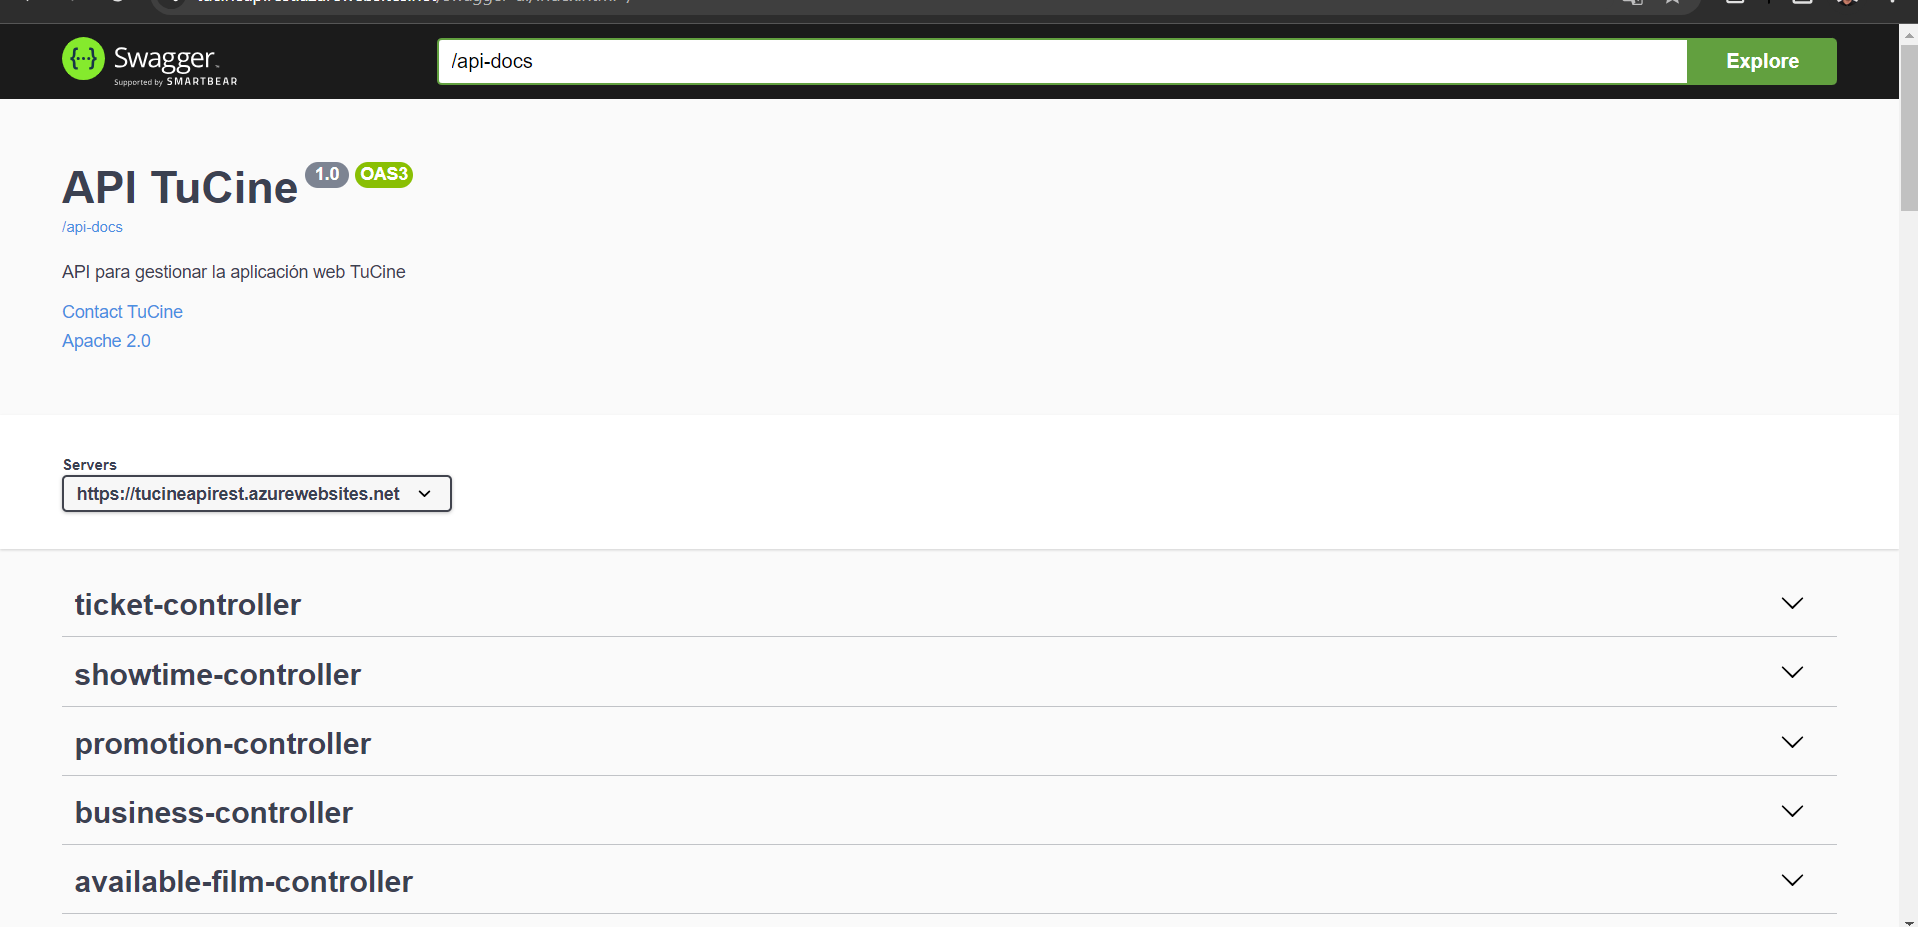 Swagger
Supported by SMARTBEAR
/api-docs
Explore
API TuCine 1.0 OAS3
/api-docs
API para gestionar la aplicación web TuCine
Contact TuCine
Apache 2.0
Servers
https://tucineapirest.azurewebsites.net
ticket-controller
showtime-controller
promotion-controller
business-controller
available-film-controller